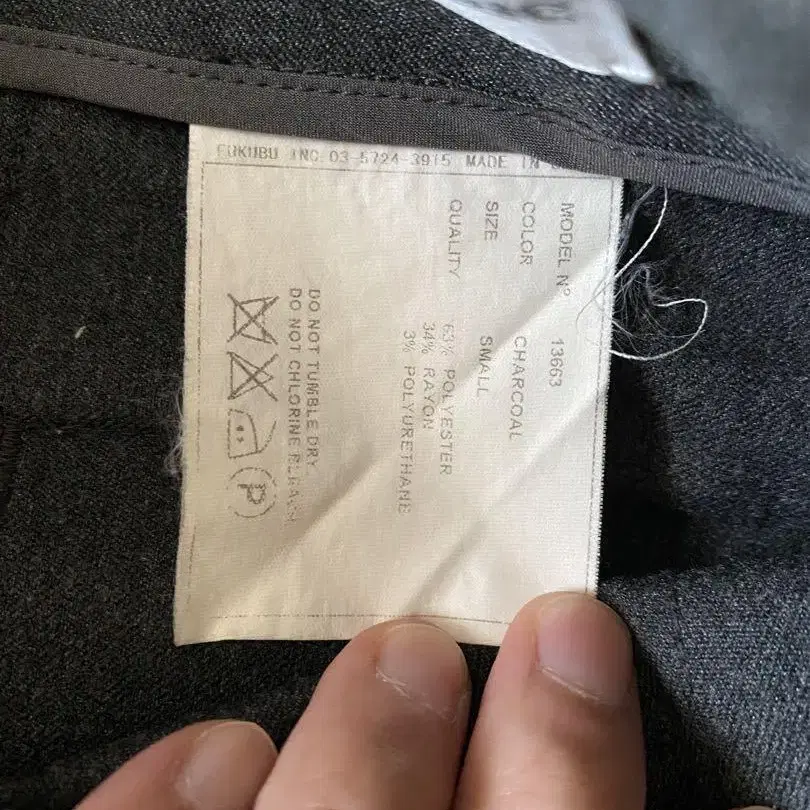 FUKUBU INC. 03-5724-3915 MADE IN
MODEL Nº 13663
COLOR CHARCOAL
SIZE SMALL
QUALITY 63% POLYESTER
34% RAYON
3% POLYURETHANE
DO NOT TUMBLE DRY.
DO NOT CHLORINE BLEACH
P